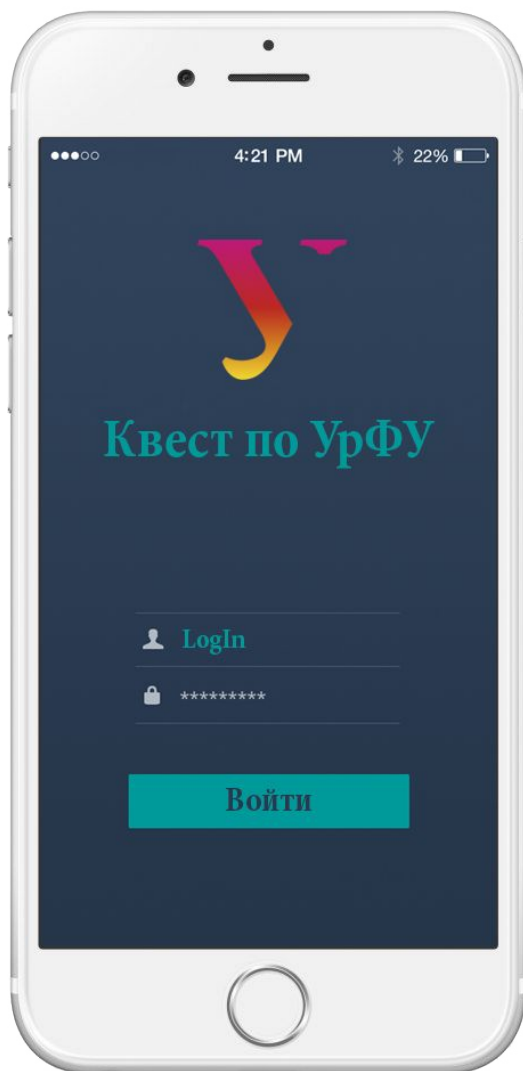 4:21 PM 22%
У
Квест по УрФУ
LogIn
*********
Войти